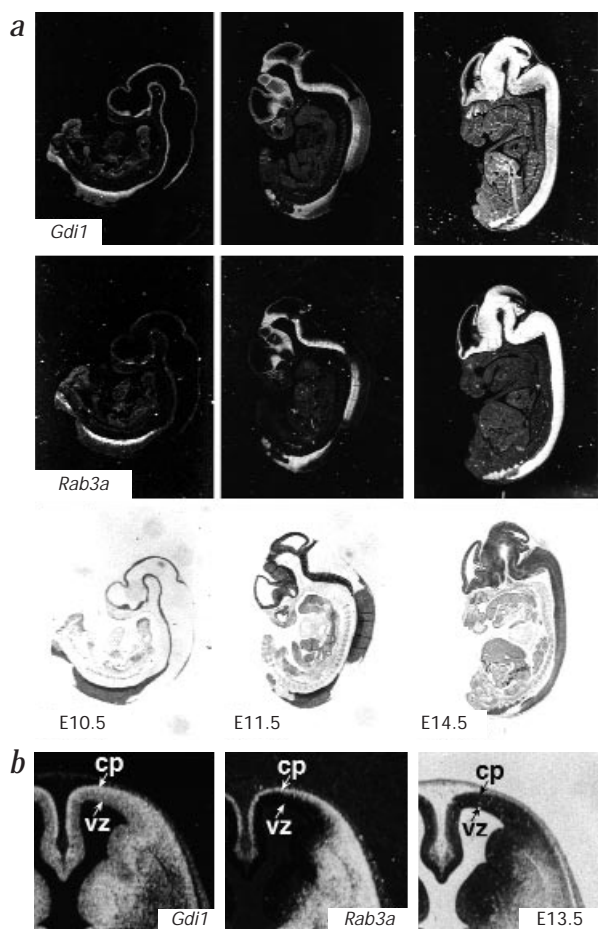 a
Gdi1
Rab3a
E10.5 E11.5 E14.5
b
cp cp cp
vz vz vz
Gdi1 Rab3a E13.5